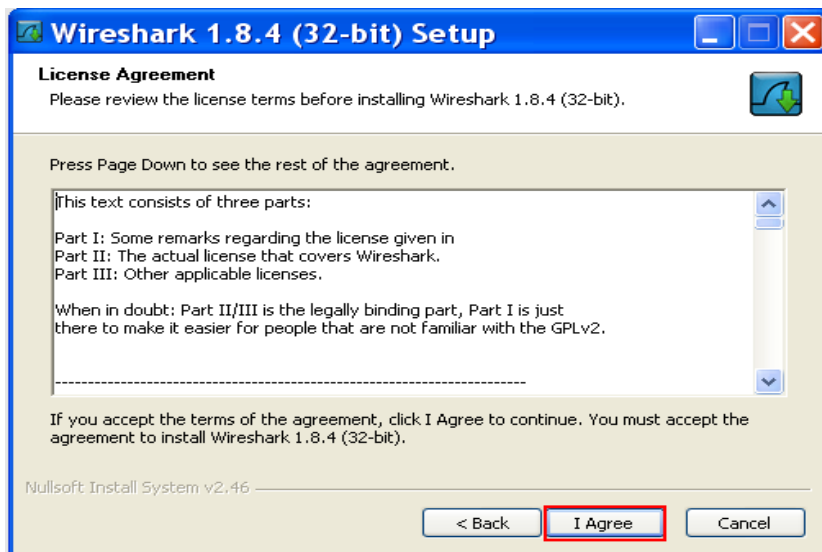 Wireshark 1.8.4 (32-bit) Setup
License Agreement
Please review the license terms before installing Wireshark 1.8.4 (32-bit).
Press Page Down to see the rest of the agreement.
This text consists of three parts:
Part I: Some remarks regarding the license given in
Part II: The actual license that covers Wireshark.
Part III: Other applicable licenses.
When in doubt: Part II/III is the legally binding part, Part I is just
there to make it easier for people that are not familiar with the GPLv2.
-------------------------------------------------------------------------
If you accept the terms of the agreement, click I Agree to continue. You must accept the
agreement to install Wireshark 1.8.4 (32-bit).
Nullsoft Install System v2.46
< Back I Agree Cancel